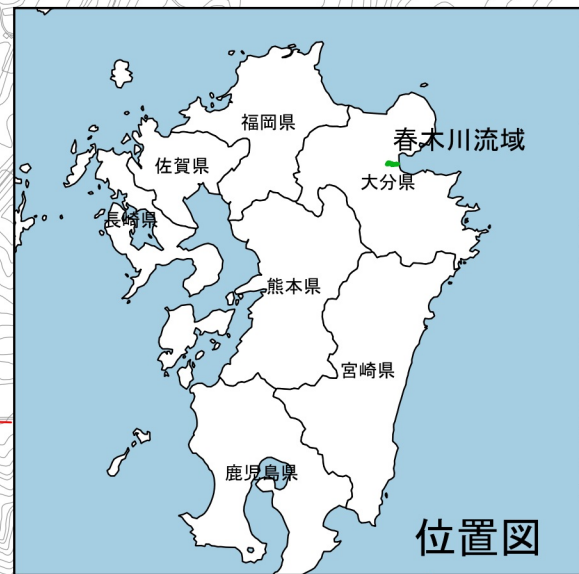 福岡県
春木川流域
佐賀県
大分県
長崎県
熊本県
宮崎県
鹿児島県
位置図